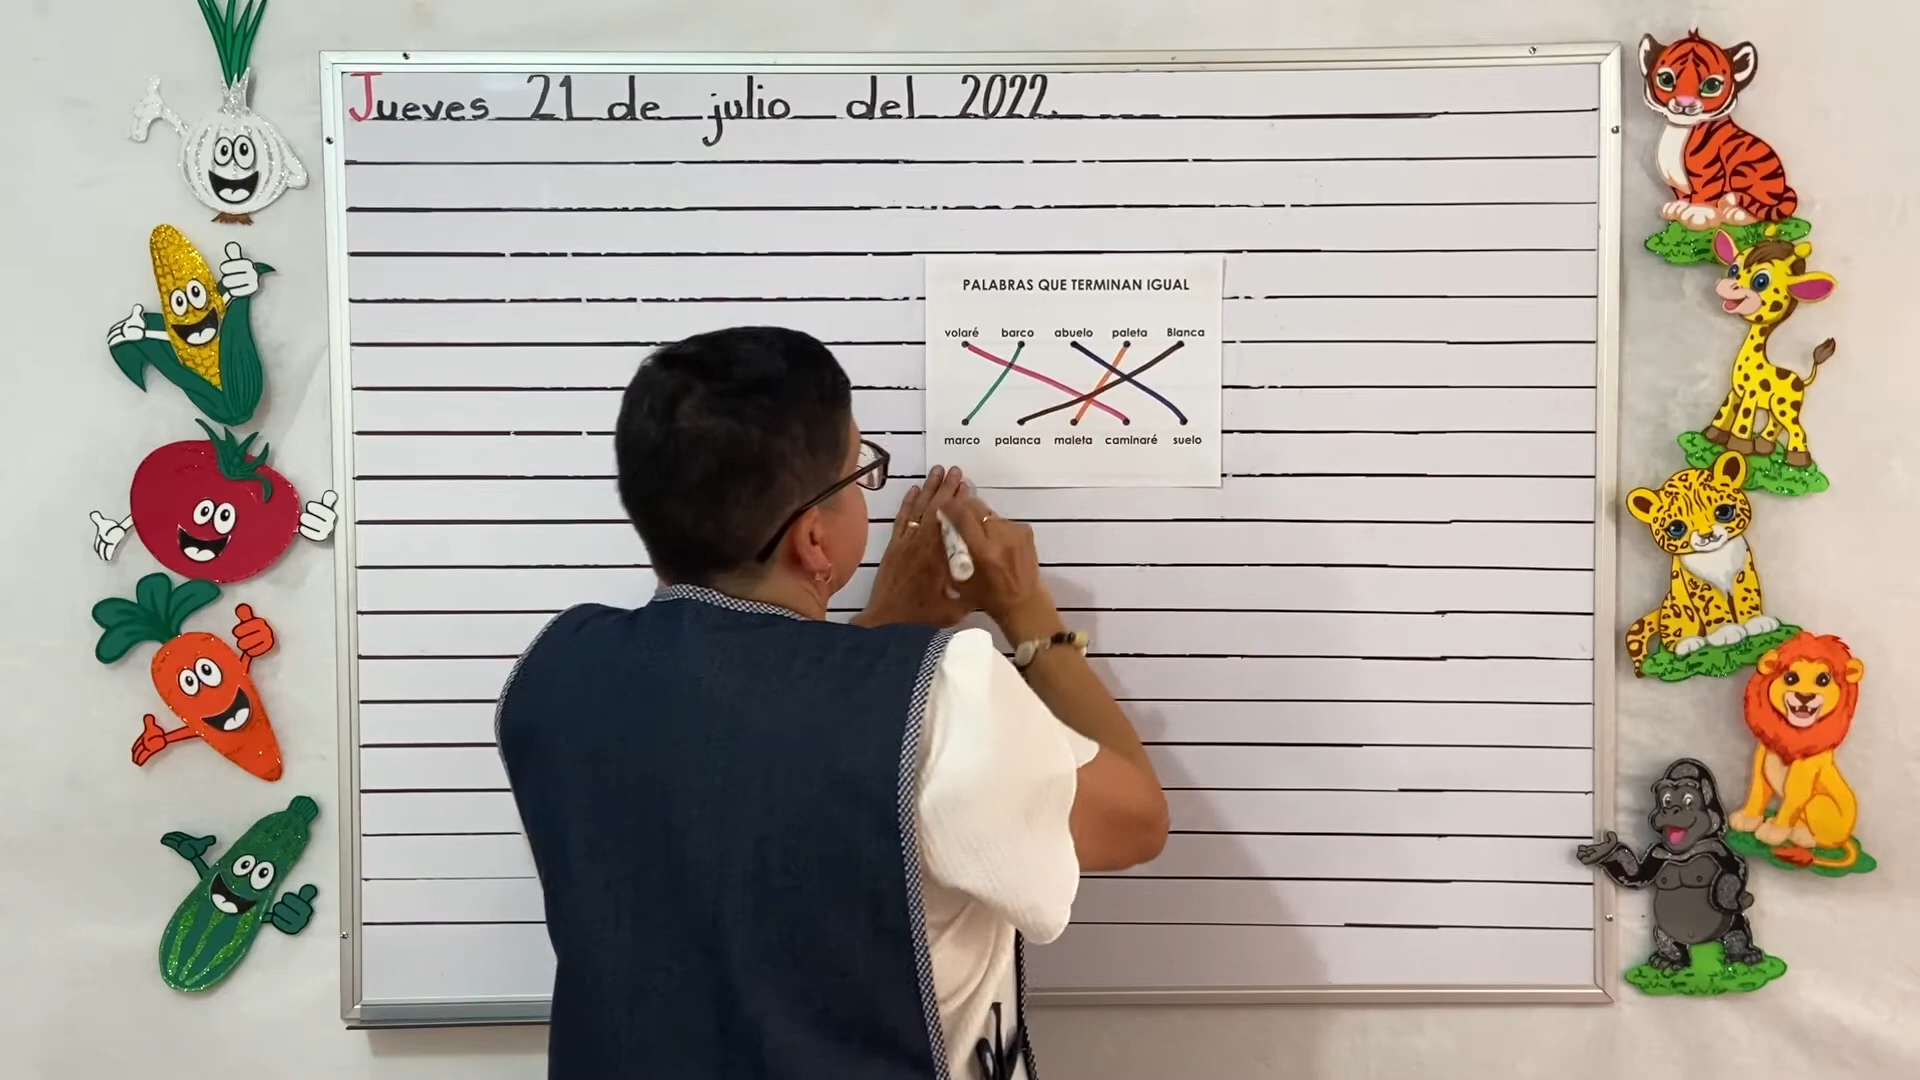 Jueves 21 de julio del 2022.
PALABRAS QUE TERMINAN IGUAL
volaré barco abuelo paleta Blanca
marco palanca maleta caminaré suelo